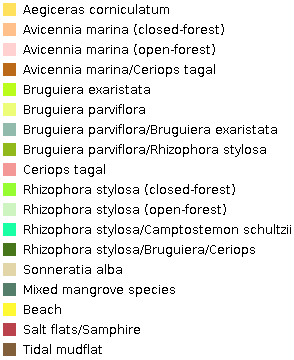 Aegiceras corniculatum
Avicennia marina (closed-forest)
Avicennia marina (open-forest)
Avicennia marina/Ceriops tagal
Bruguiera exaristata
Bruguiera parviflora
Bruguiera parviflora/Bruguiera exaristata
Bruguiera parviflora/Rhizophora stylosa
Ceriops tagal
Rhizophora stylosa (closed-forest)
Rhizophora stylosa (open-forest)
Rhizophora stylosa/Camptostemon schultzii
Rhizophora stylosa/Bruguiera/Ceriops
Sonneratia alba
Mixed mangrove species
Beach
Salt flats/Samphire
Tidal mudflat